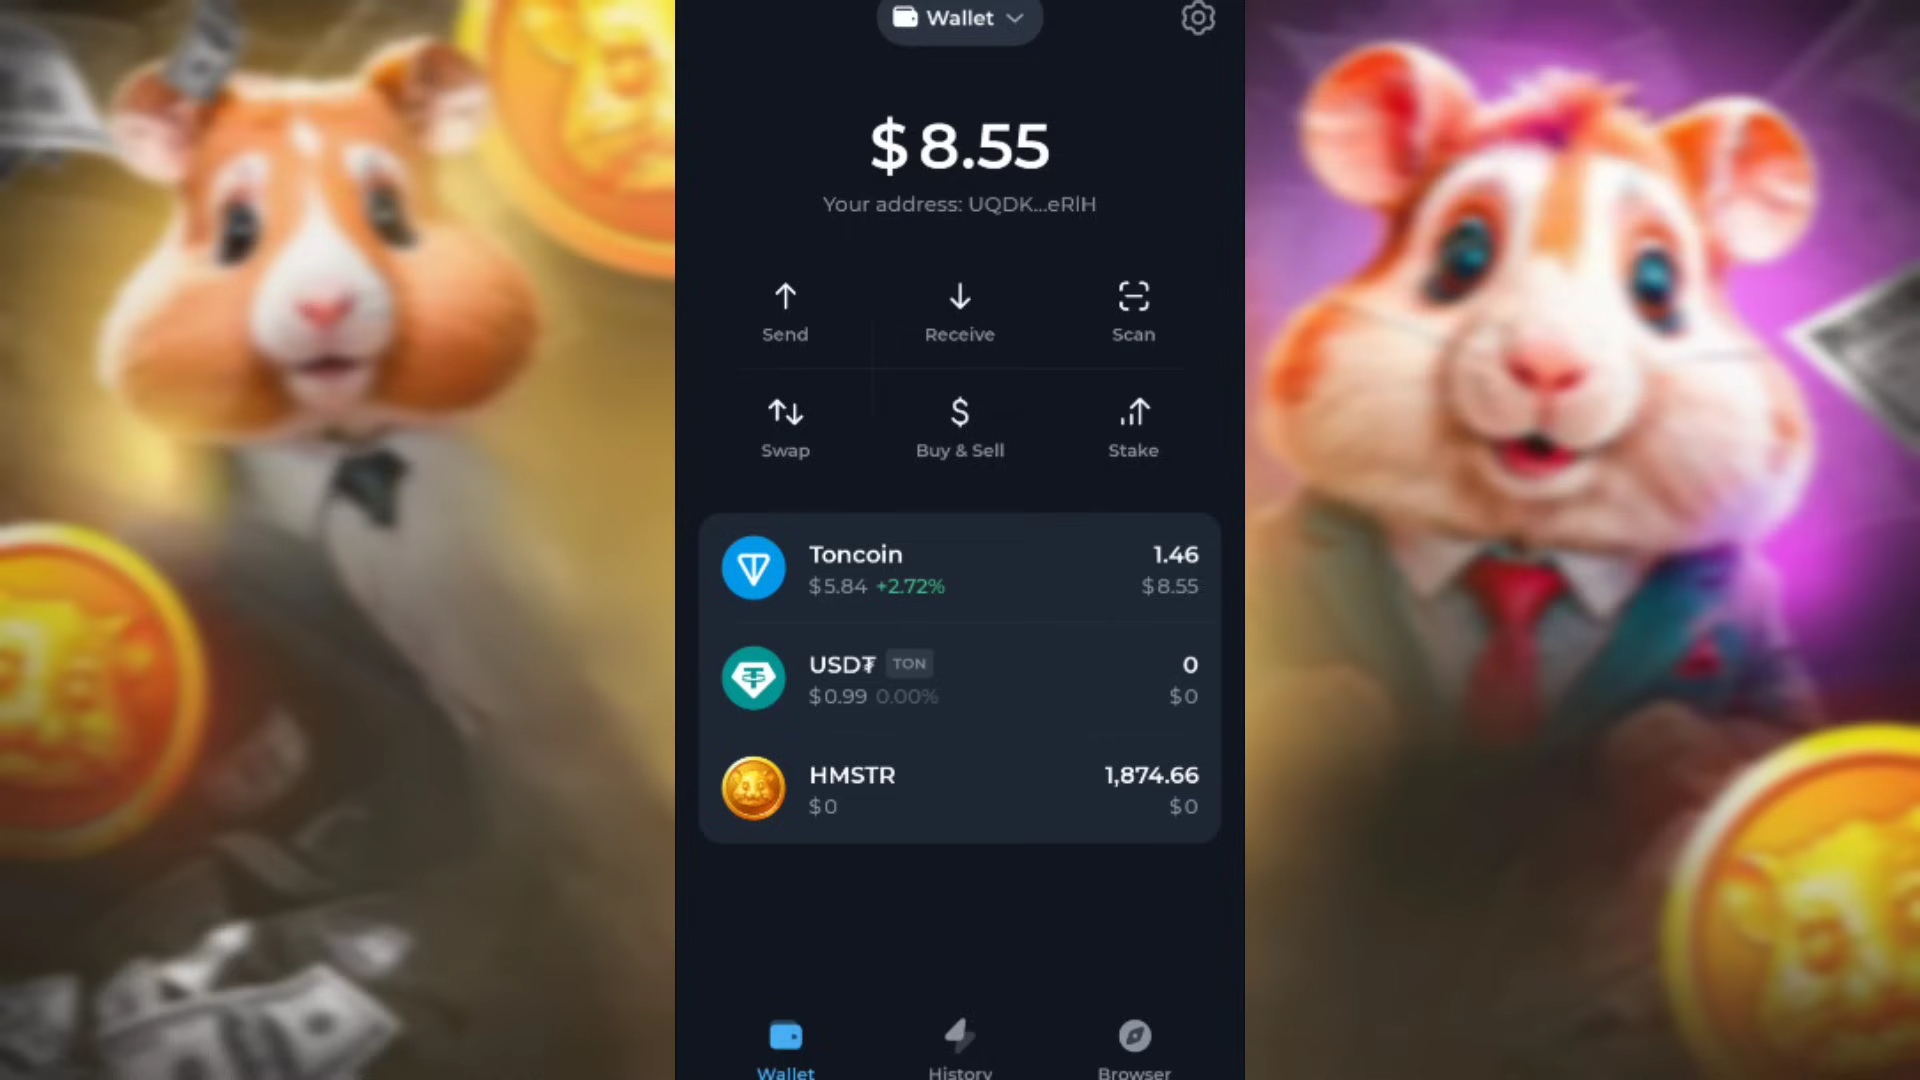 Wallet
$8.55
Your address: UQDK...eRlH
Send
Receive
Scan
Swap
Buy & Sell
Stake
Toncoin
1.46
$5.84 +2.72%
$8.55
USD₮ TON
0
$0.99 0.00%
$0
HMSTR
1,874.66
$0
$0
Wallet
History
Browser